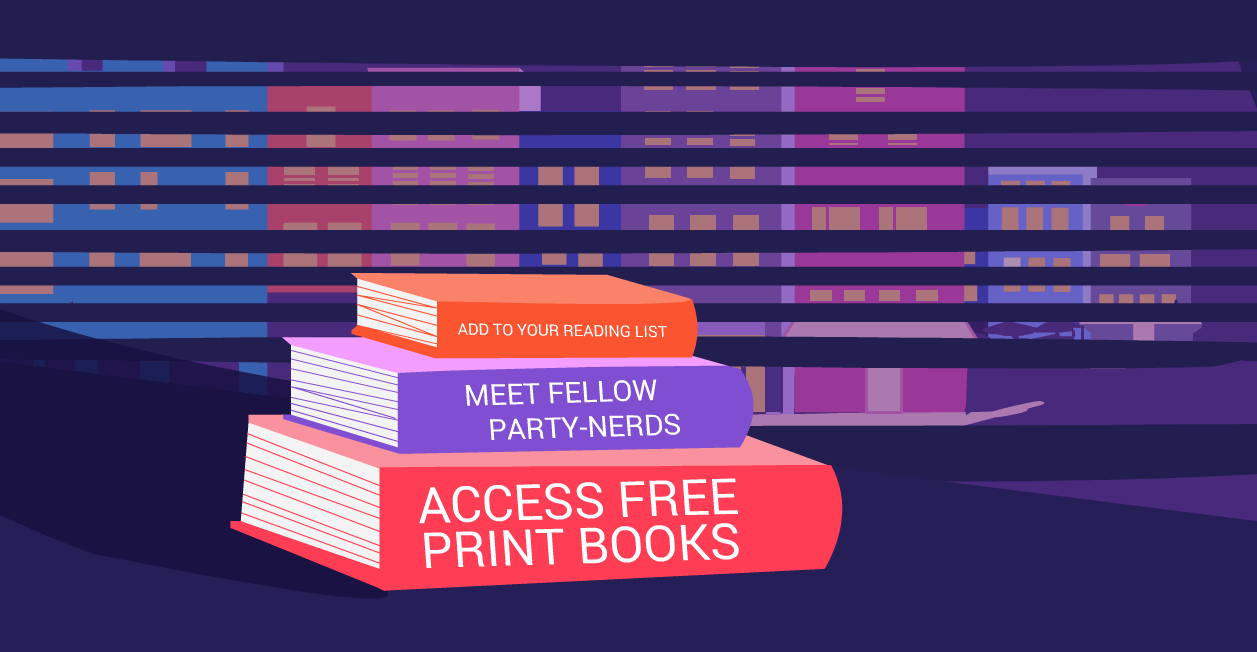 ADD TO YOUR READING LIST
MEET FELLOW
PARTY-NERDS
ACCESS FREE
PRINT BOOKS